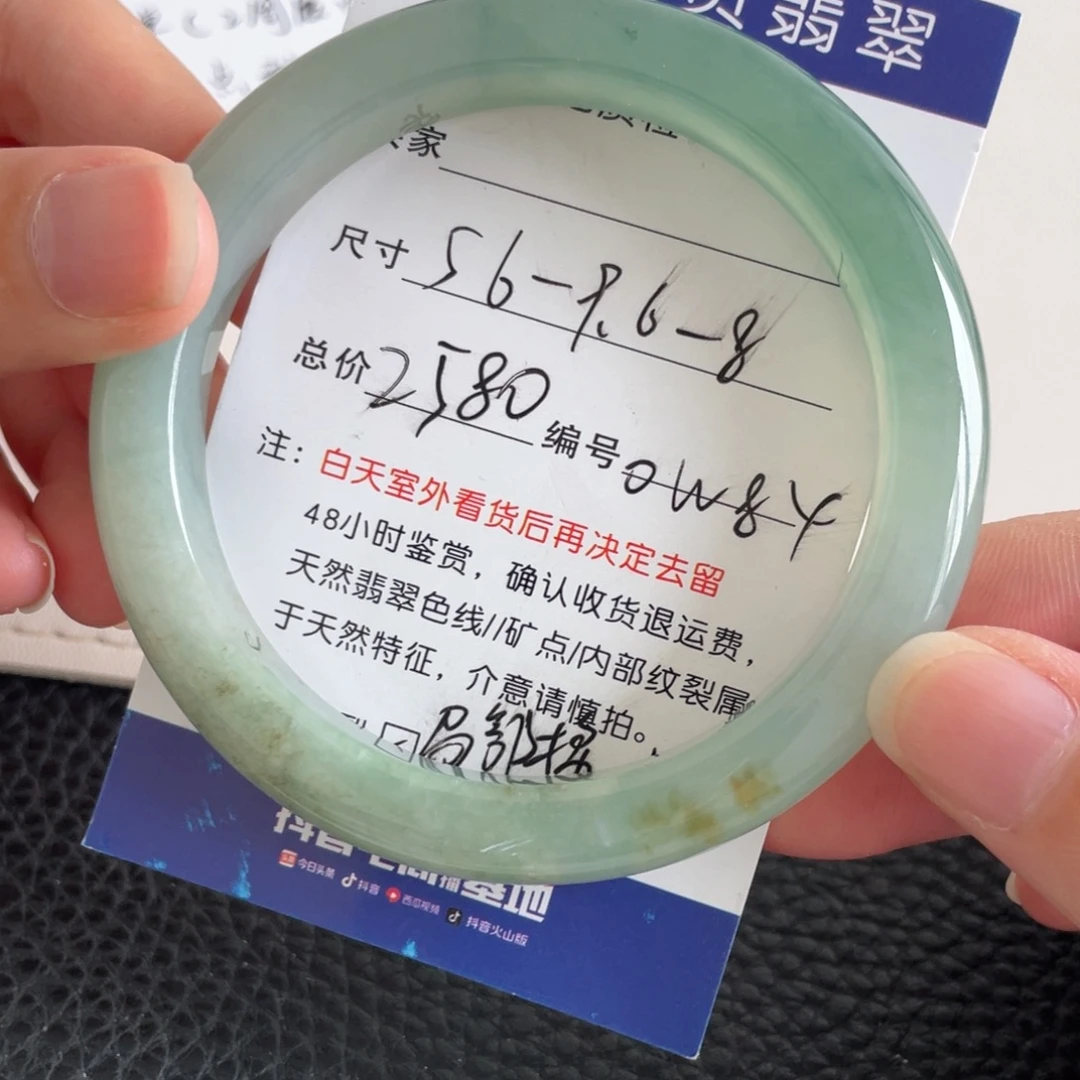 翡翠
家
尺寸 56-9.6-8
总价 2580 编号
注：白天室外看货后再决定去留
48小时鉴赏，确认收货退运费，
天然翡翠色线//矿点/内部纹裂属
于天然特征，介意请慎拍。
局部
基地
今日头条 抖音 西瓜视频 抖音火山版